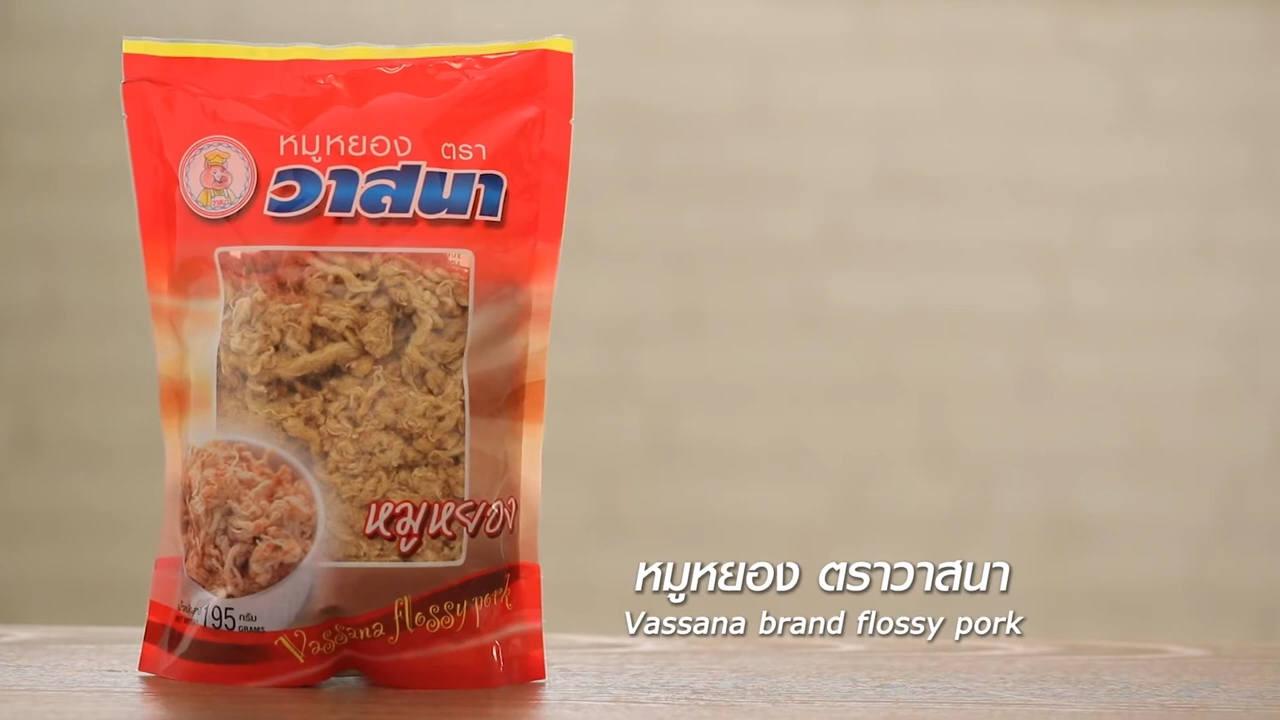 หมูหยอง ตรา
วาสนา
หมูหยอง
195 กรัม
GRAMS
Vassana flossy pork
หมูหยอง ตราวาสนา
Vassana brand flossy pork